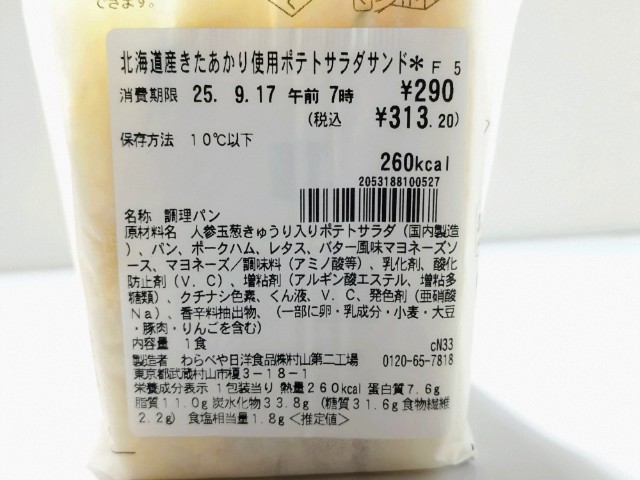 できます。
北海道産きたあかり使用ポテトサラダサンド＊Ｆ５
消費期限 25. 9.17 午前 7時 ¥290
(税込 ¥313.20)
保存方法 10℃以下
260kcal
2053188100527
名称 調理パン
原材料名 人参玉葱きゅうり入りポテトサラダ（国内製造
）、パン、ポークハム、レタス、バター風味マヨネーズソ
ース、マヨネーズ／調味料（アミノ酸等）、乳化剤、酸化
防止剤（Ｖ．Ｃ）、増粘剤（アルギン酸エステル、増粘多
糖類）、クチナシ色素、くん液、Ｖ．Ｃ、発色剤（亜硝酸
Ｎａ）、香辛料抽出物、（一部に卵・乳成分・小麦・大豆
・豚肉・りんごを含む）
内容量 1食 cN33
製造者 わらべや日洋食品㈱村山第二工場 0120-65-7818
東京都武蔵村山市榎３－１８－１
栄養成分表示 1包装当り 熱量260kcal 蛋白質7.6g
脂質11.0g 炭水化物33.8g (糖質31.6g 食物繊維
2.2g) 食塩相当量1.8g＜推定値＞